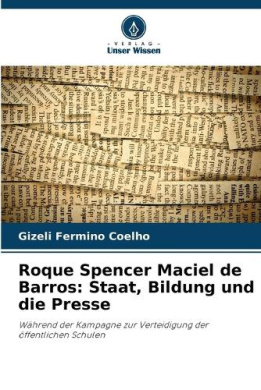 VERLAG
Unser Wissen
Gizeli Fermino Coelho
Roque Spencer Maciel de
Barros: Staat, Bildung und
die Presse
Während der Kampagne zur Verteidigung der
öffentlichen Schulen